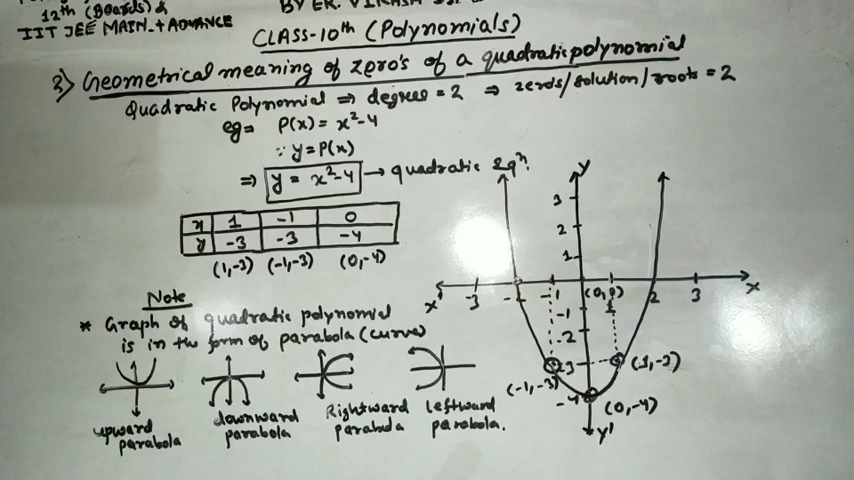 12th (Boards) &
IIT JEE MAIN + ADVANCE
BY ER.
CLASS-10th (Polynomials)
2) Geometrical meaning of zero's of a quadratic polynomial
Quadratic Polynomial ⇒ degree = 2 ⇒ zero's/solution/roots = 2
eg= P(x) = x²-4
∵ y = P(x)
⇒ y = x²-4 → quadratic Eqⁿ.
x 1 -1 0
y -3 -3 -4
(1,-3) (-1,-3) (0,-4)
Note
* Graph of quadratic polynomial
is in the form of parabola (curve)
upward
parabola
downward
parabola
Rightward
parabola
leftward
parabola.
Y
3
2
1
X' -3 -2 -1 (0,0) 1 2 3 X
-1
-2
-3
(-1,-3) (1,-3)
-4 (0,-4)
Y'